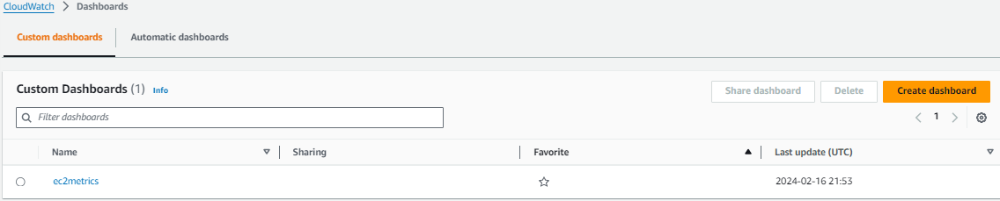 CloudWatch > Dashboards
Custom dashboards Automatic dashboards
Custom Dashboards (1) Info Share dashboard Delete Create dashboard
Filter dashboards 1
Name Sharing Favorite Last update (UTC)
ec2metrics 2024-02-16 21:53